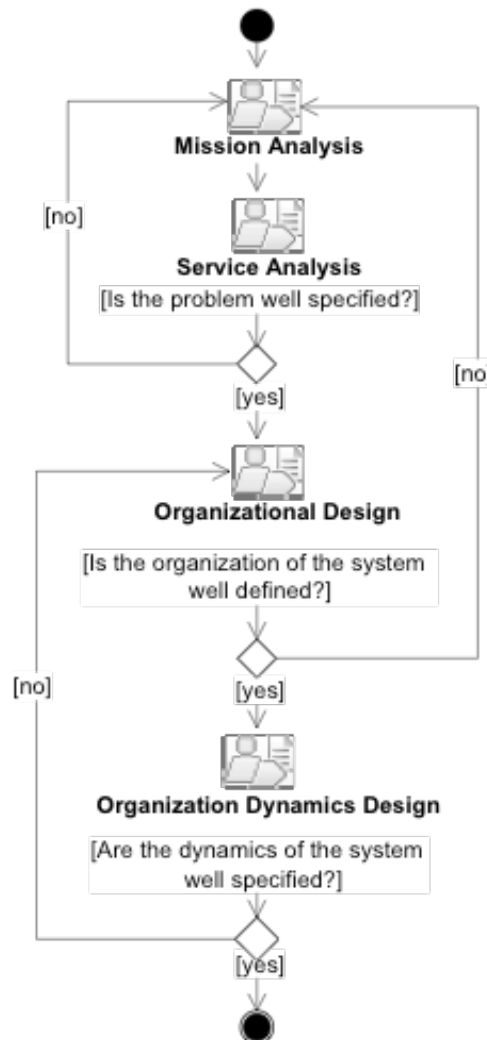 Mission Analysis
[no]
Service Analysis
[Is the problem well specified?]
[no]
[yes]
Organizational Design
[Is the organization of the system
well defined?]
[no]
[yes]
Organization Dynamics Design
[Are the dynamics of the system
well specified?]
[yes]